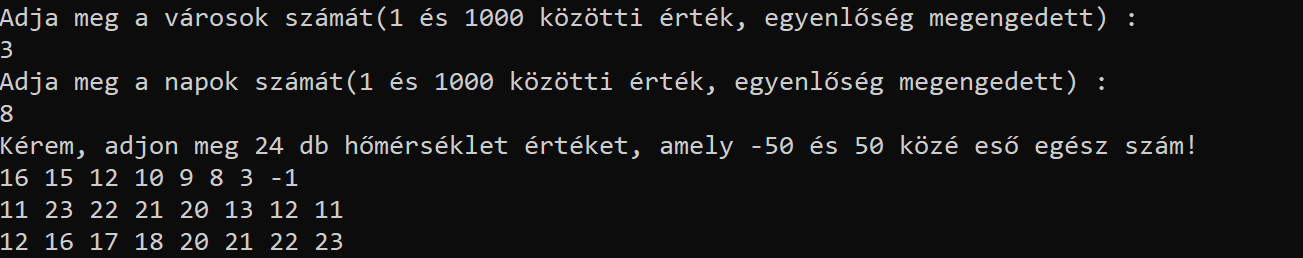 Adja meg a városok számát(1 és 1000 közötti érték, egyenlőség megengedett) :
3
Adja meg a napok számát(1 és 1000 közötti érték, egyenlőség megengedett) :
8
Kérem, adjon meg 24 db hőmérséklet értéket, amely -50 és 50 közé eső egész szám!
16 15 12 10 9 8 3 -1
11 23 22 21 20 13 12 11
12 16 17 18 20 21 22 23